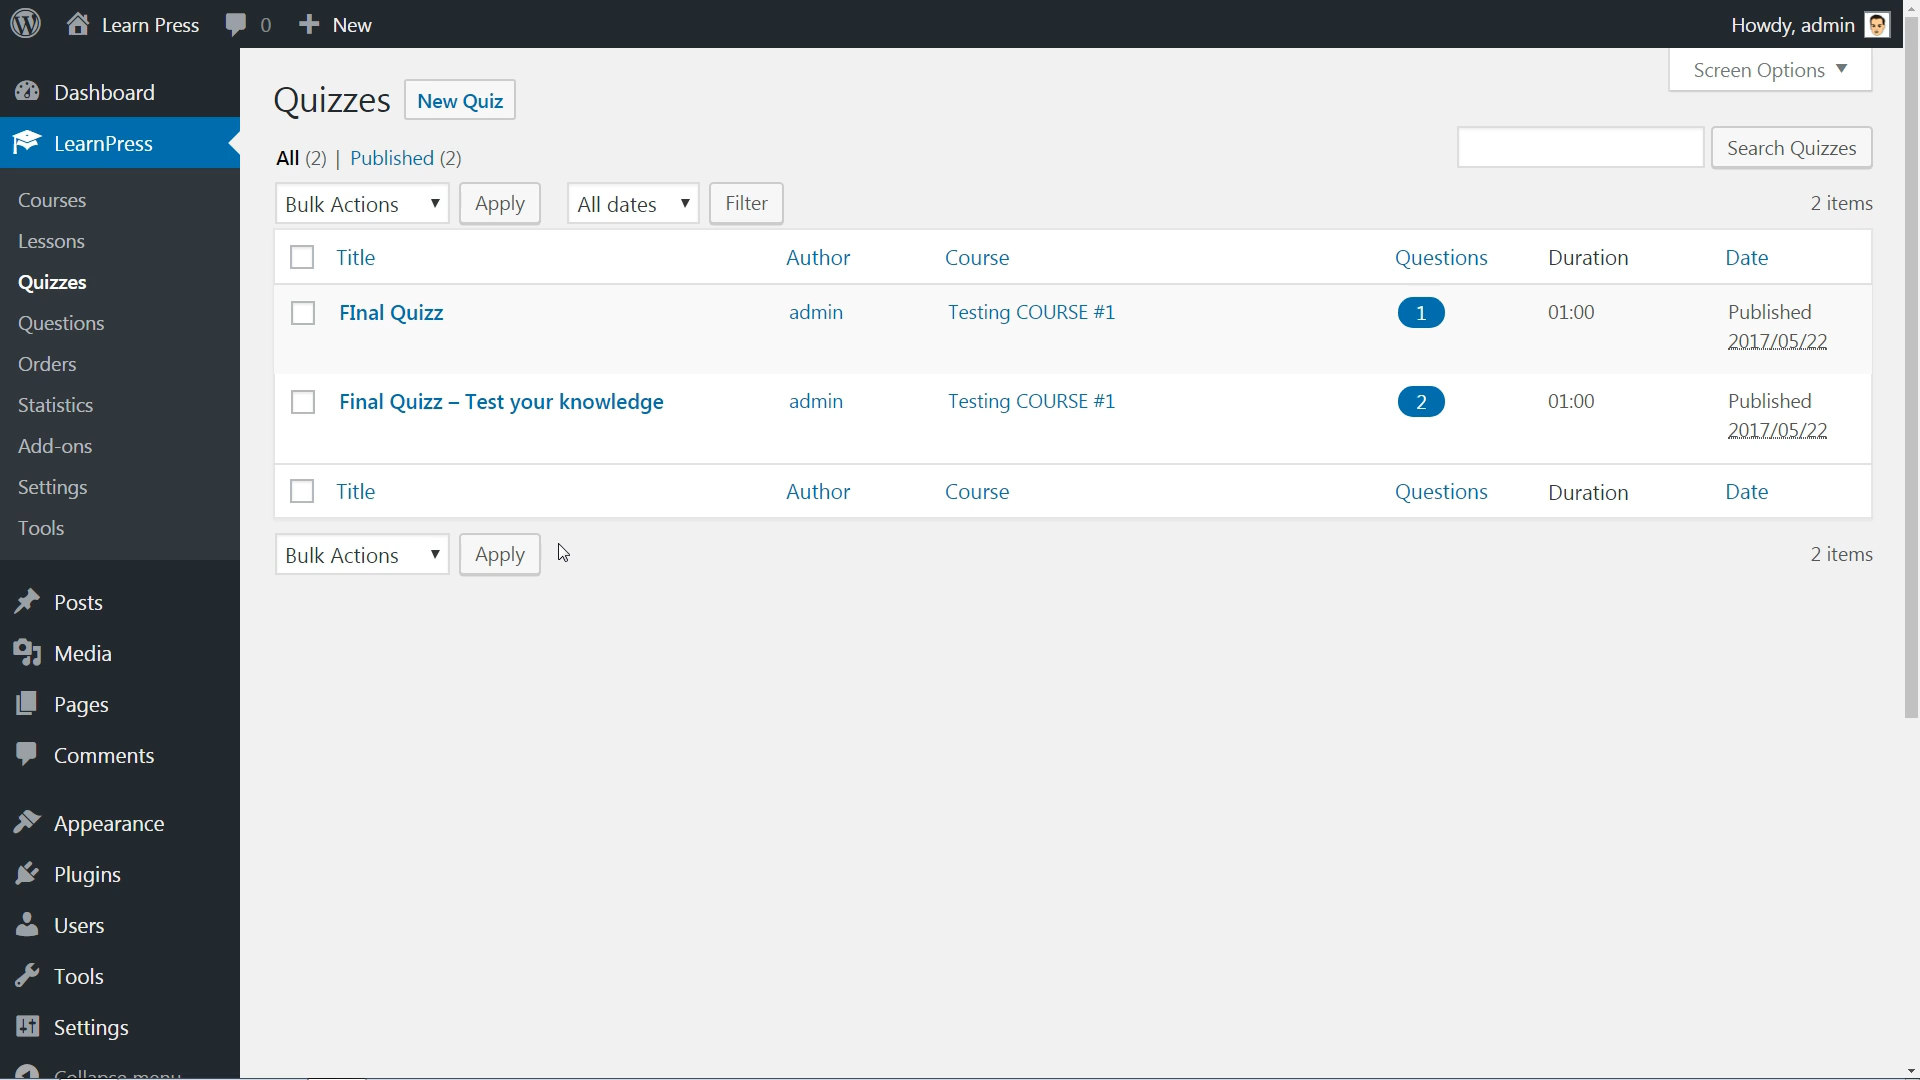 Learn Press 0 New Howdy, admin
Screen Options
Dashboard
LearnPress
Courses
Lessons
Quizzes
Questions
Orders
Statistics
Add-ons
Settings
Tools
Posts
Media
Pages
Comments
Appearance
Plugins
Users
Tools
Settings
Collapse menu
Quizzes New Quiz
All (2) | Published (2)
Search Quizzes
Bulk Actions Apply All dates Filter 2 items
Title Author Course Questions Duration Date
FInal Quizz admin Testing COURSE #1 1 01:00 Published
2017/05/22
Final Quizz – Test your knowledge admin Testing COURSE #1 2 01:00 Published
2017/05/22
Title Author Course Questions Duration Date
Bulk Actions Apply 2 items